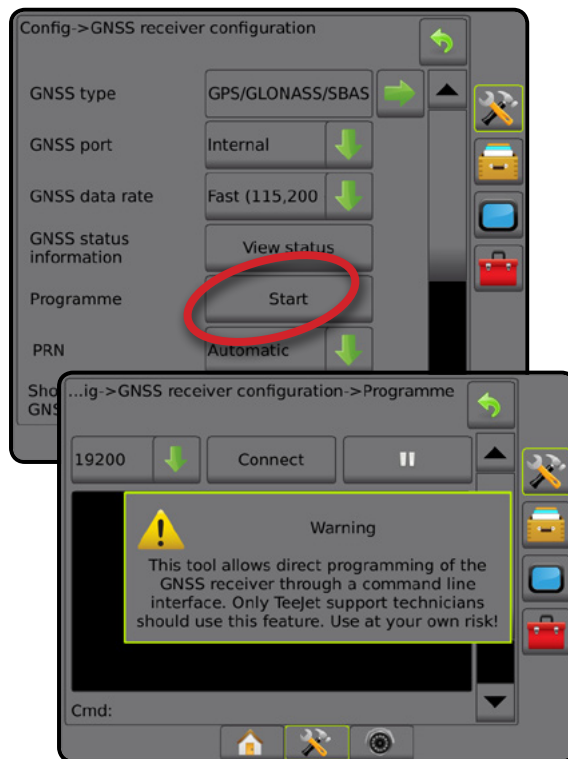 Config->GNSS receiver configuration
GNSS type GPS/GLONASS/SBAS
GNSS port Internal
GNSS data rate Fast (115,200
GNSS status
information
View status
Programme Start
PRN Automatic
Sho
GNS
...ig->GNSS receiver configuration->Programme
19200 Connect
Warning
This tool allows direct programming of the
GNSS receiver through a command line
interface. Only TeeJet support technicians
should use this feature. Use at your own risk!
Cmd: